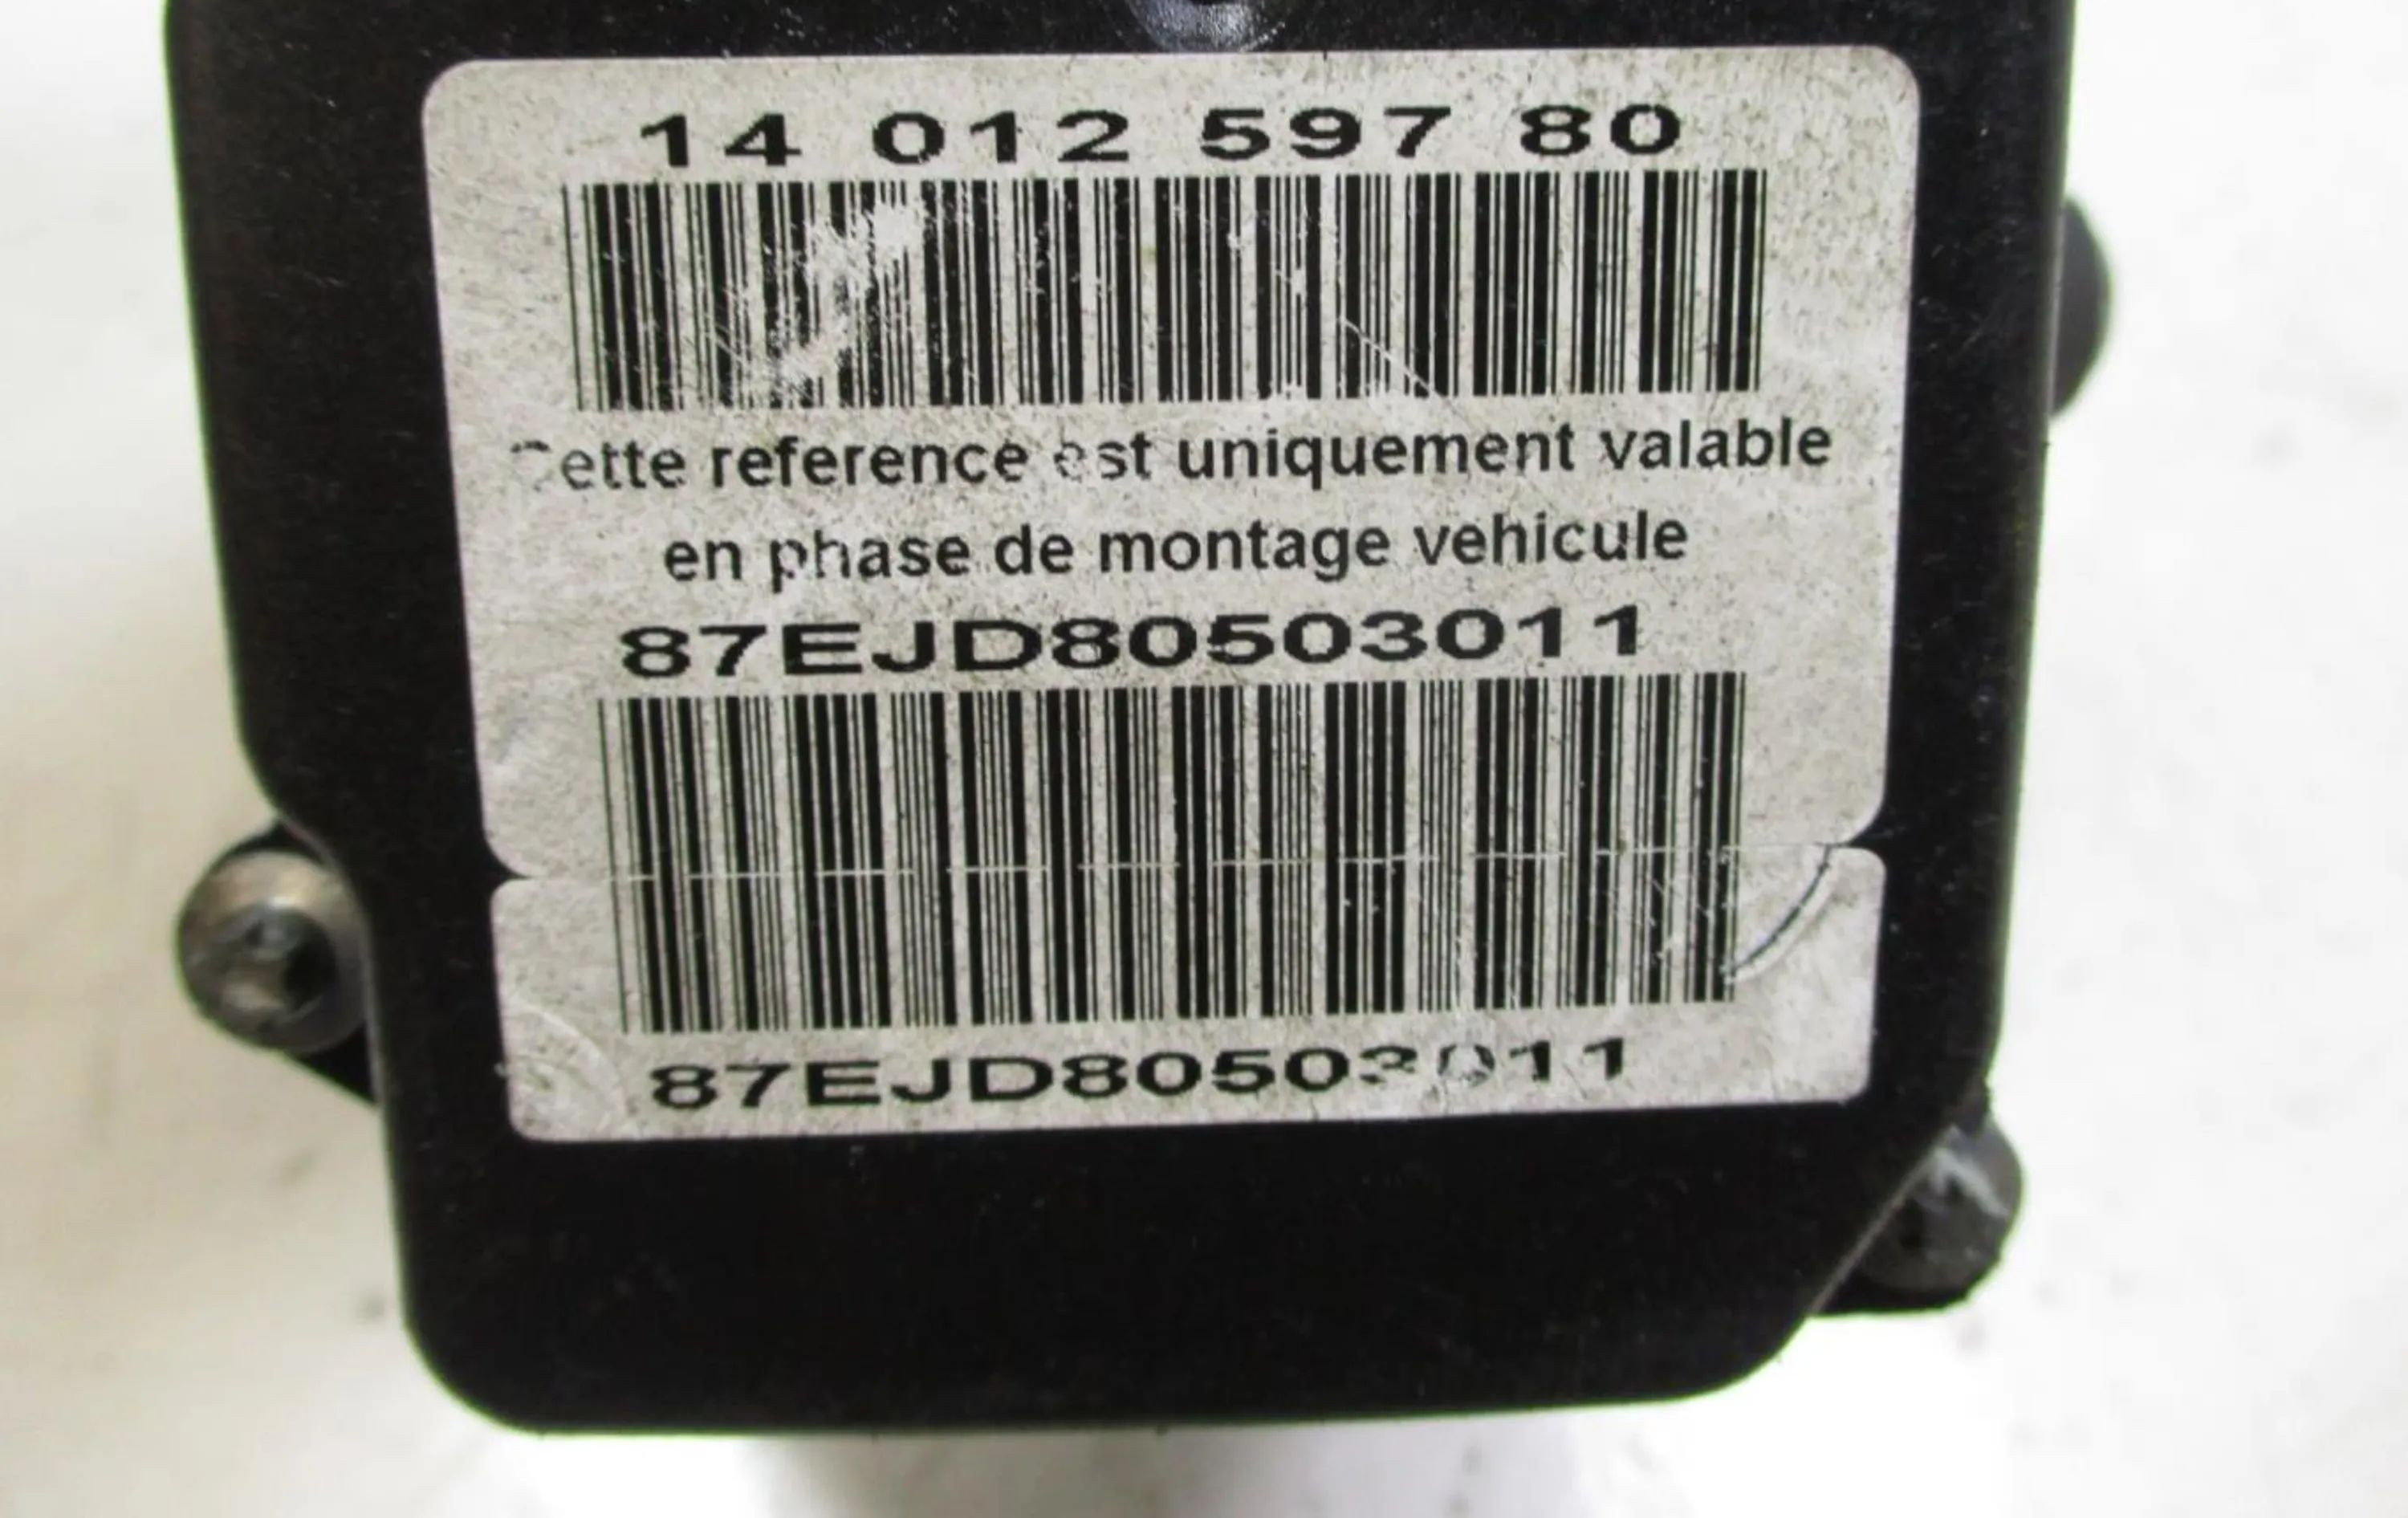 14 012 597 80
Cette reference est uniquement valable
en phase de montage vehicule
87EJD80503011
87EJD80503011